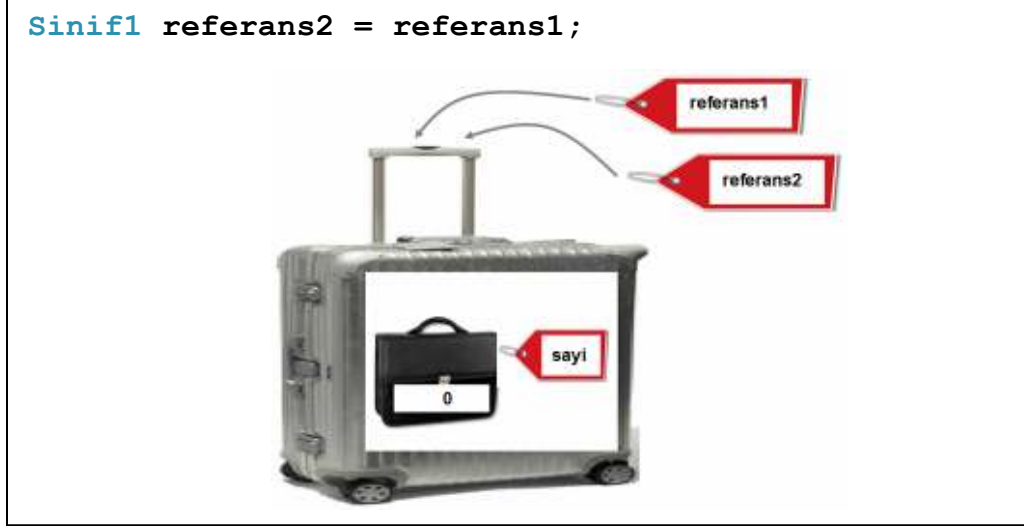 Sinif1 referans2 = referans1;
referans1
referans2
sayi
0